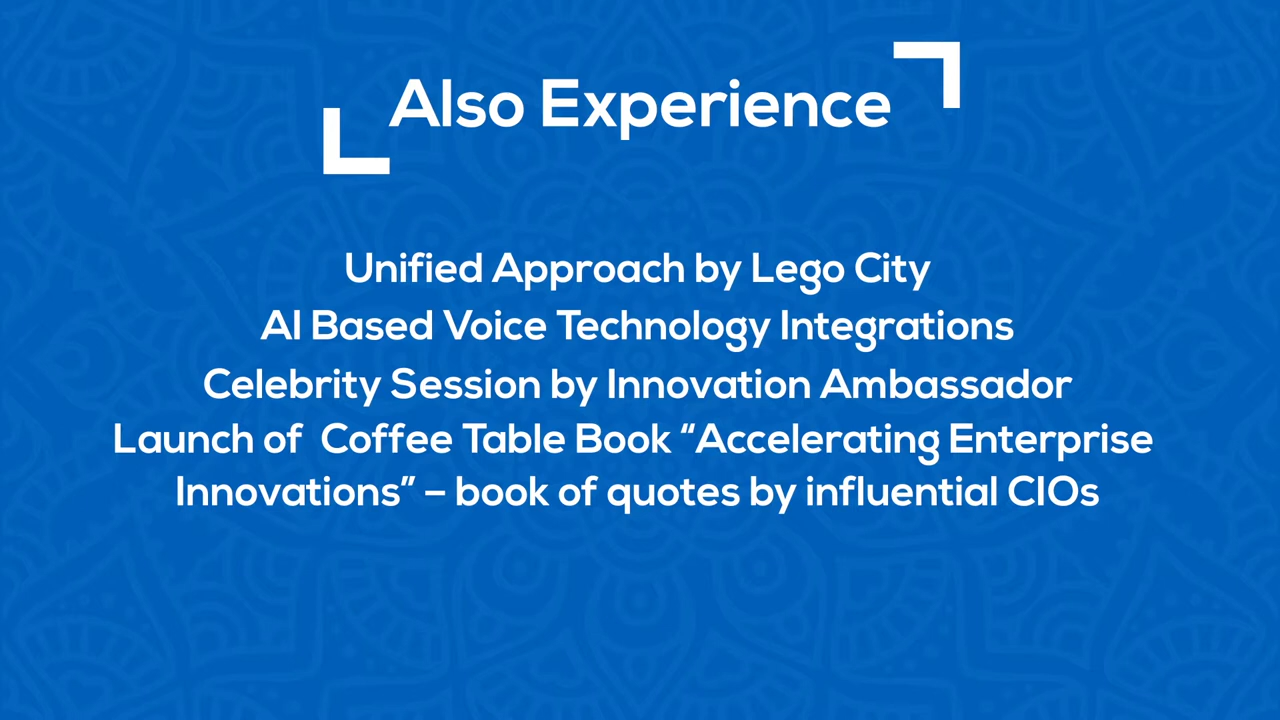 Also Experience
Unified Approach by Lego City
AI Based Voice Technology Integrations
Celebrity Session by Innovation Ambassador
Launch of  Coffee Table Book “Accelerating Enterprise
Innovations” – book of quotes by influential CIOs